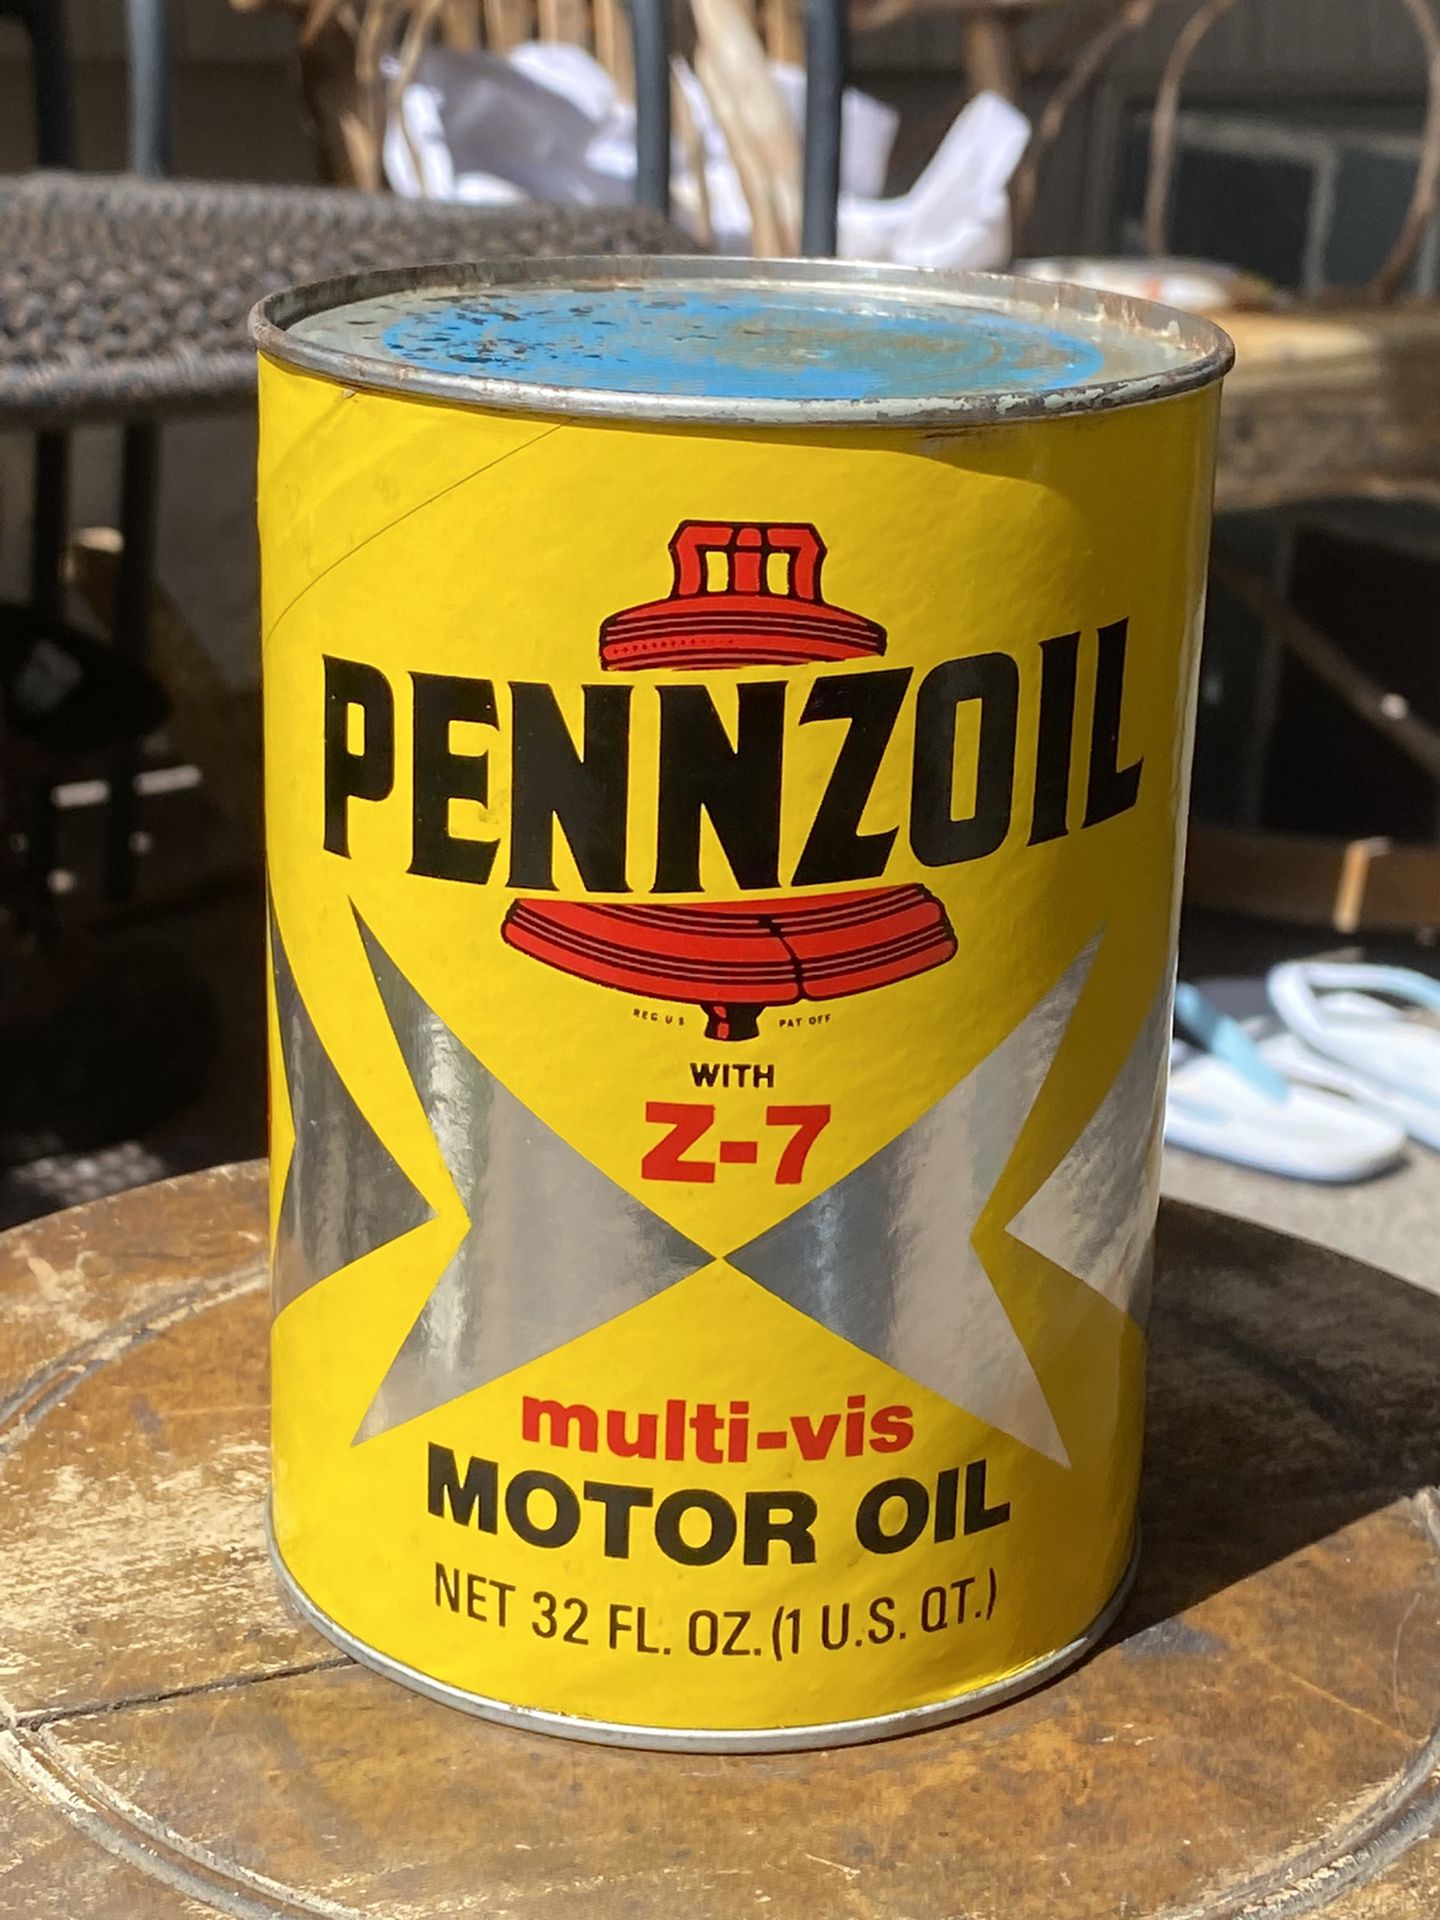 PENNZOIL
REG U S PAT OFF
WITH
Z-7
multi-vis
MOTOR OIL
NET 32 FL. OZ. (1 U.S. QT.)